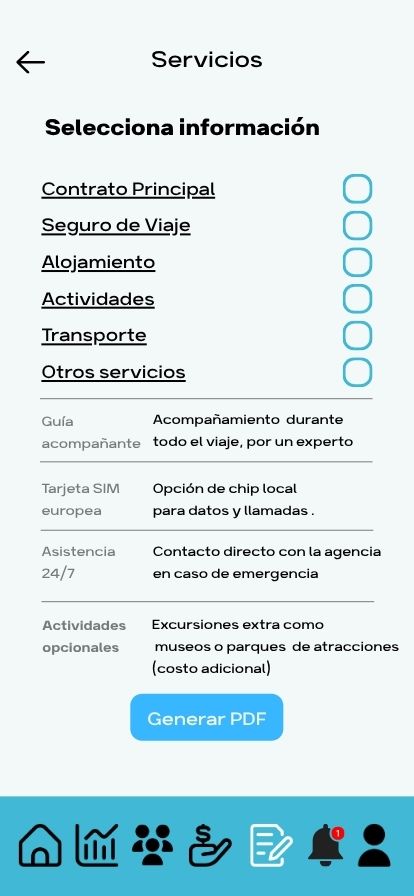 Servicios
Selecciona información
Contrato Principal
Seguro de Viaje
Alojamiento
Actividades
Transporte
Otros servicios
Guía acompañante
Acompañamiento durante
todo el viaje, por un experto
Tarjeta SIM europea
Opción de chip local
para datos y llamadas .
Asistencia 24/7
Contacto directo con la agencia
en caso de emergencia
Actividades opcionales
Excursiones extra como
museos o parques de atracciones
(costo adicional)
Generar PDF
$
1